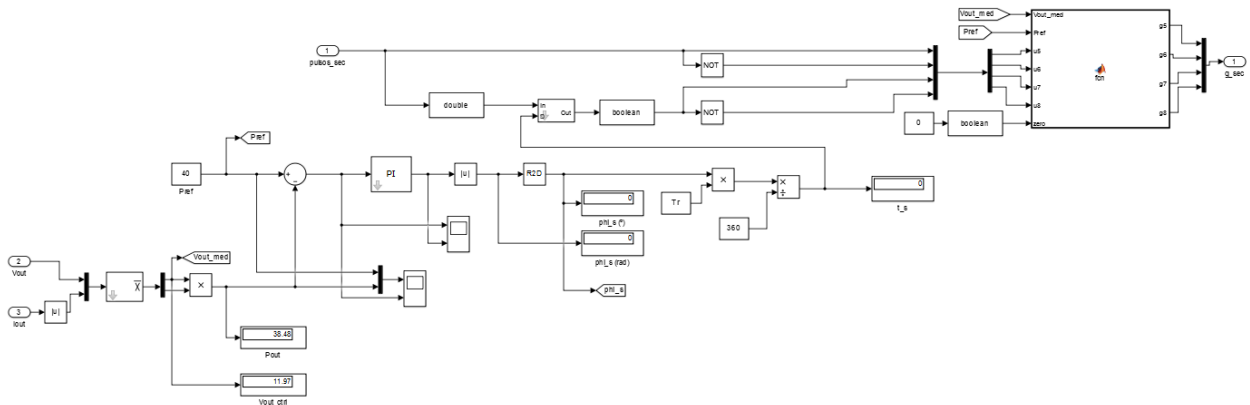 Vout_med
Pref
Vout_med
Pref
u5
u6
u7
u8
zero
fcn
g5
g6
g7
g8
1
g_sec
1
pulsos_sec
NOT
double
In
Out
boolean
NOT
0
boolean
Pref
40
Pref
+
-
PI
|u|
R2D
×
Tr
×
÷
360
0
t_s
0
phi_s (º)
0
phi_s (rad)
phi_s
2
Vout
3
Iout
|u|
X
Vout_med
×
38.48
Pout
11.97
Vout ctrl